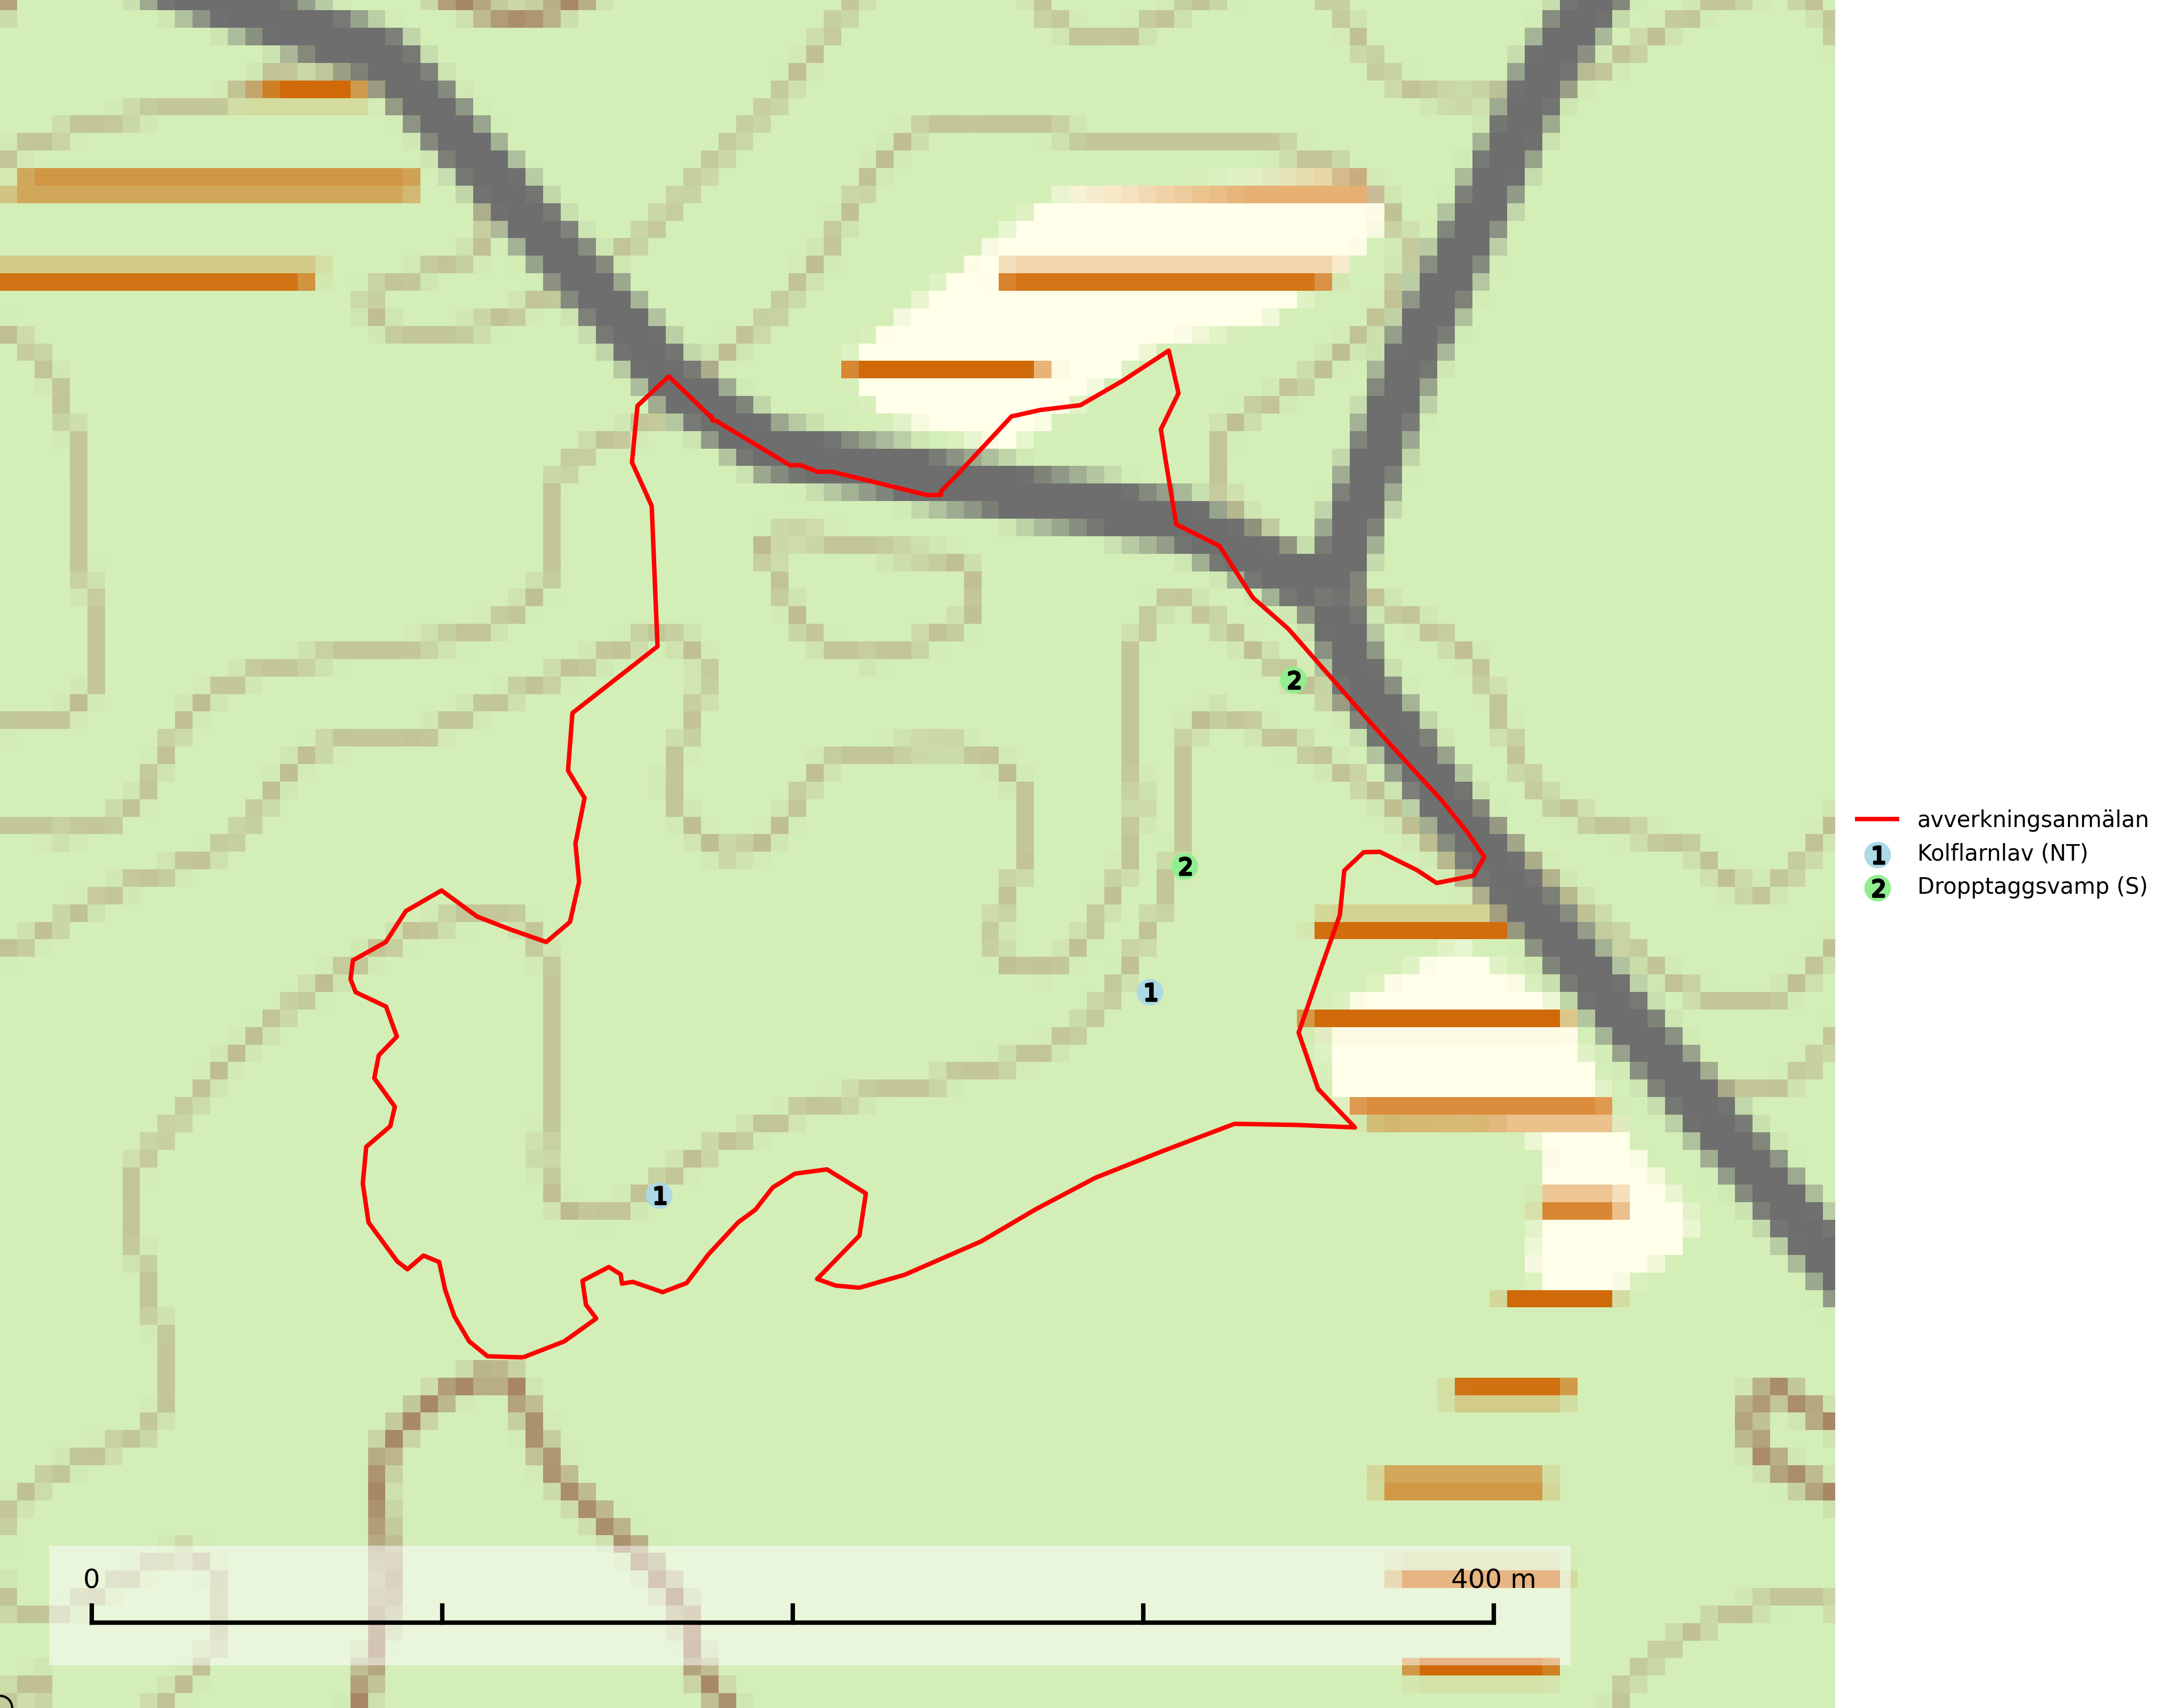 2
2
1
1
avverkningsanmälan
1 Kolflarnlav (NT)
2 Dropptaggsvamp (S)
0 400 m